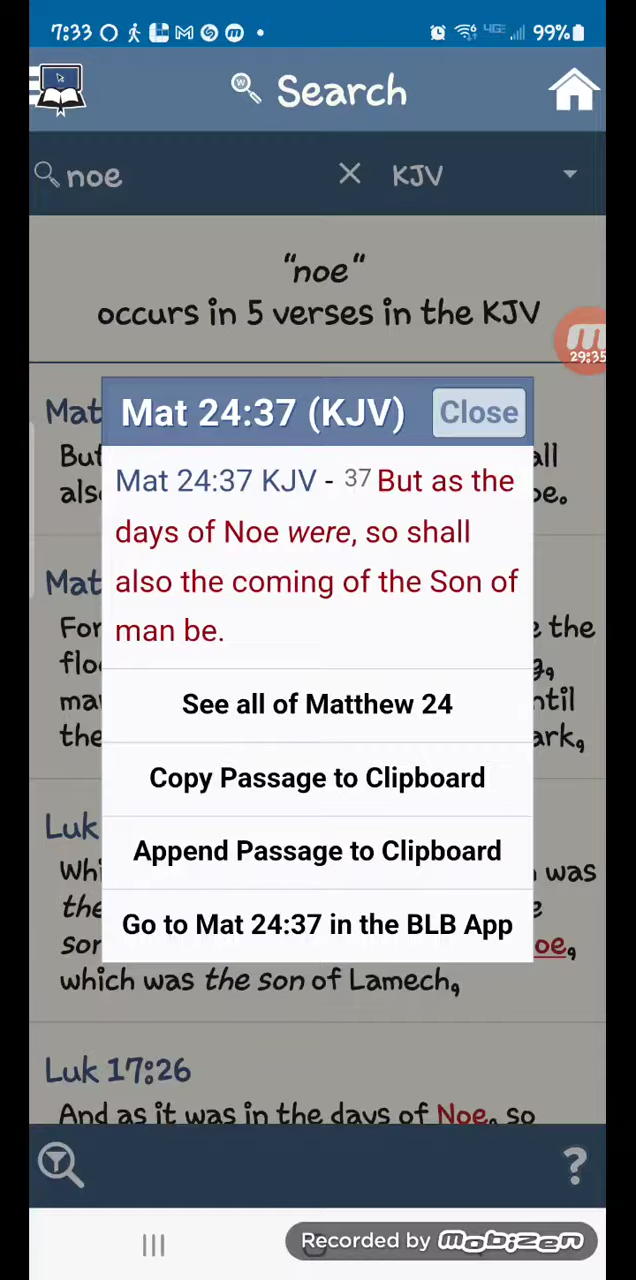 7:33 4GE 99%
Search
noe KJV
"noe"
occurs in 5 verses in the KJV
29:35
Mat
But all
also oe.
Mat 24:37 (KJV) Close
Mat 24:37 KJV - 37 But as the
days of Noe were, so shall
also the coming of the Son of
man be.
See all of Matthew 24
Copy Passage to Clipboard
Append Passage to Clipboard
Go to Mat 24:37 in the BLB App
Mat
For the
ntil
the ark,
Luk
was
the
oe,
which was the son of Lamech,
Luk 17:26
And as it was in the days of Noe, so
?
Recorded by mobizen